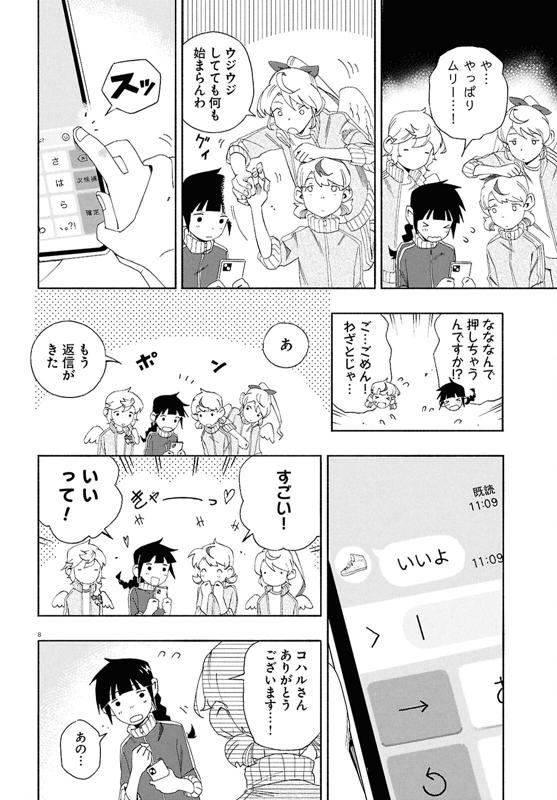 や…
やっぱり
ムリー…！
ウジウジ
してても何も
始まらんわ
グイ
スッ
さ
は
ら
、。?!
次候補
確定
なななんで
押しちゃう
んですか!?
ご…ごめん！
わざとじゃ…
あ
ポン
もう
返信が
きた
既読
11:09
いいよ
11:09
→
すごい！
きゃーーっ
いい
って！
コハルさん
ありがとう
ございます…！
あの…
8